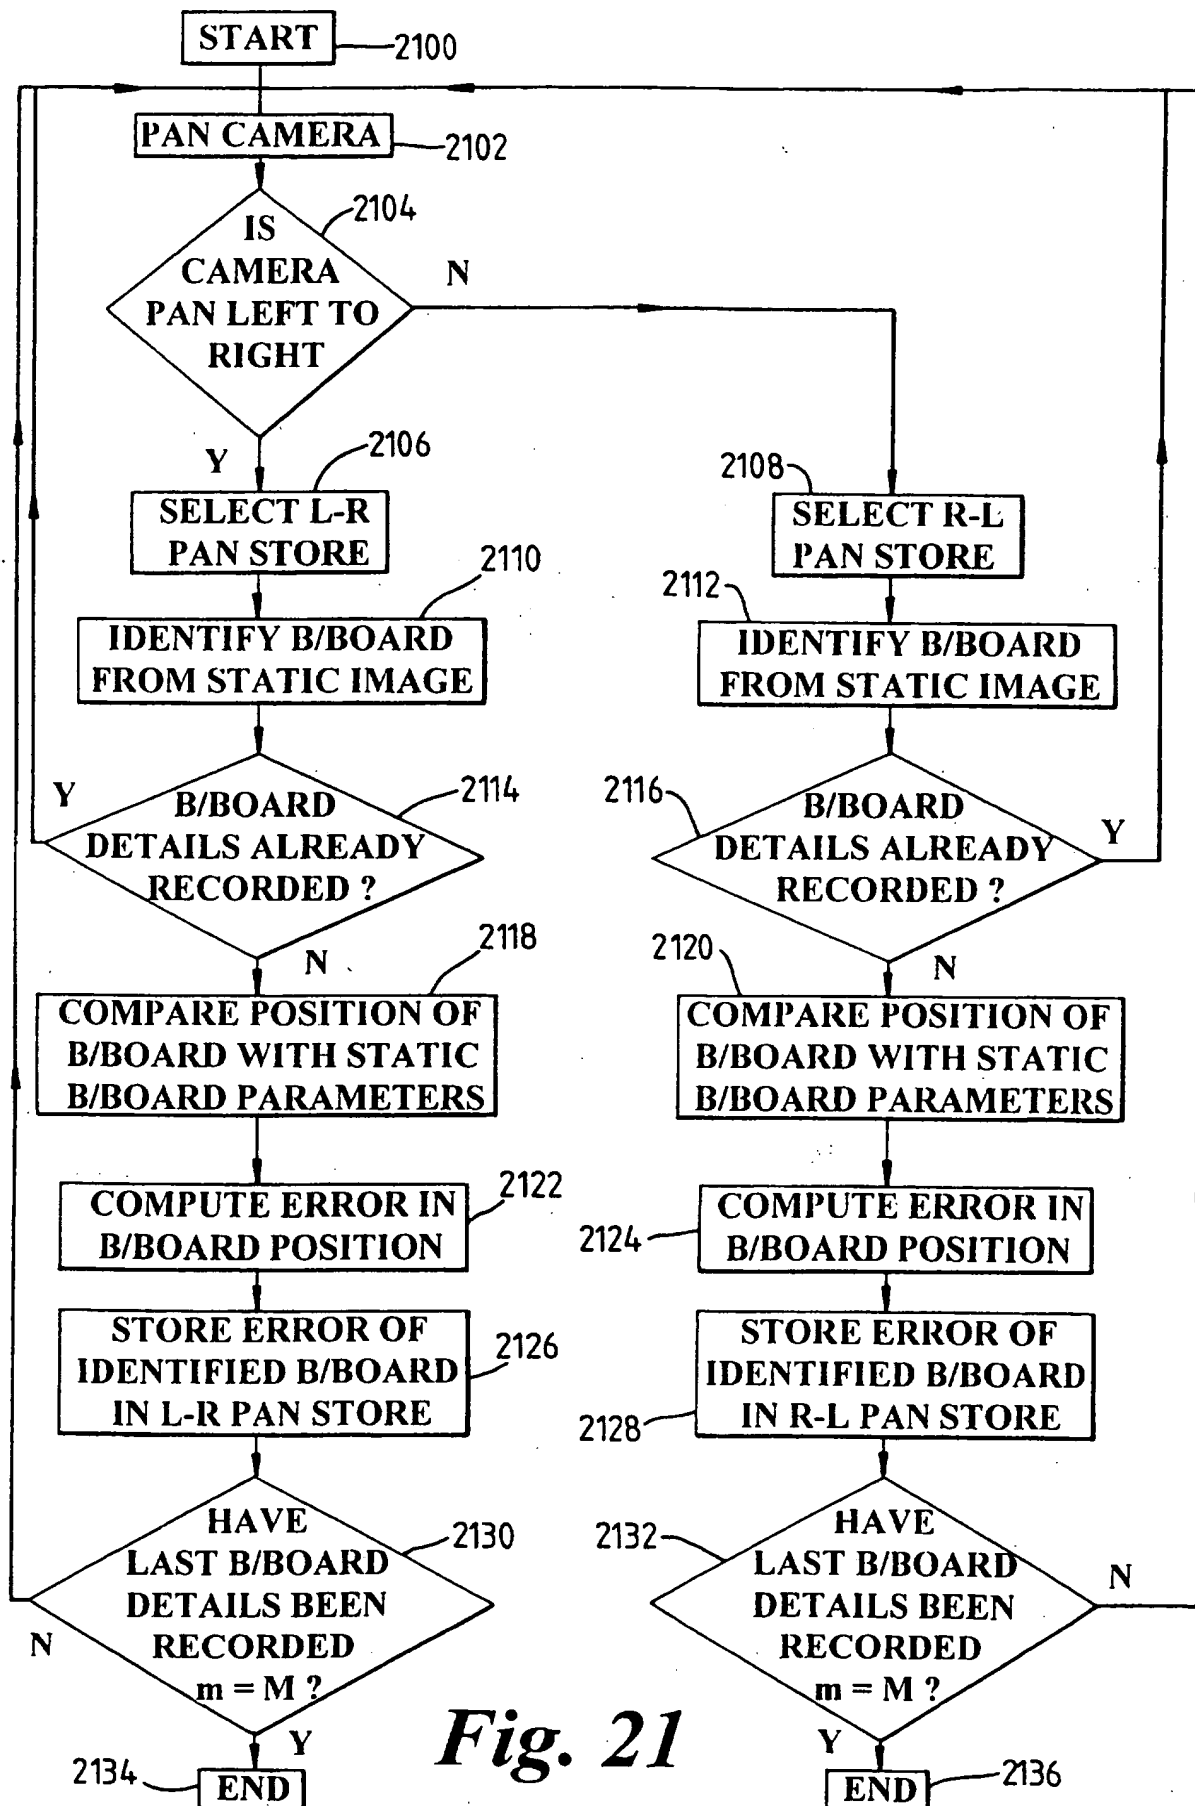 START
2100
PAN CAMERA
2102
IS
CAMERA
PAN LEFT TO
RIGHT
2104
N
Y
2106
SELECT L-R
PAN STORE
2108
SELECT R-L
PAN STORE
2110
IDENTIFY B/BOARD
FROM STATIC IMAGE
2112
IDENTIFY B/BOARD
FROM STATIC IMAGE
Y
B/BOARD
DETAILS ALREADY
RECORDED ?
2114
N
2116
B/BOARD
DETAILS ALREADY
RECORDED ?
Y
N
2118
COMPARE POSITION OF
B/BOARD WITH STATIC
B/BOARD PARAMETERS
2120
COMPARE POSITION OF
B/BOARD WITH STATIC
B/BOARD PARAMETERS
COMPUTE ERROR IN
B/BOARD POSITION
2122
2124
COMPUTE ERROR IN
B/BOARD POSITION
STORE ERROR OF
IDENTIFIED B/BOARD
IN L-R PAN STORE
2126
STORE ERROR OF
IDENTIFIED B/BOARD
IN R-L PAN STORE
2128
HAVE
LAST B/BOARD
DETAILS BEEN
RECORDED
m = M ?
2130
N
Y
2132
HAVE
LAST B/BOARD
DETAILS BEEN
RECORDED
m = M ?
N
Y
Fig. 21
2134
END
END
2136